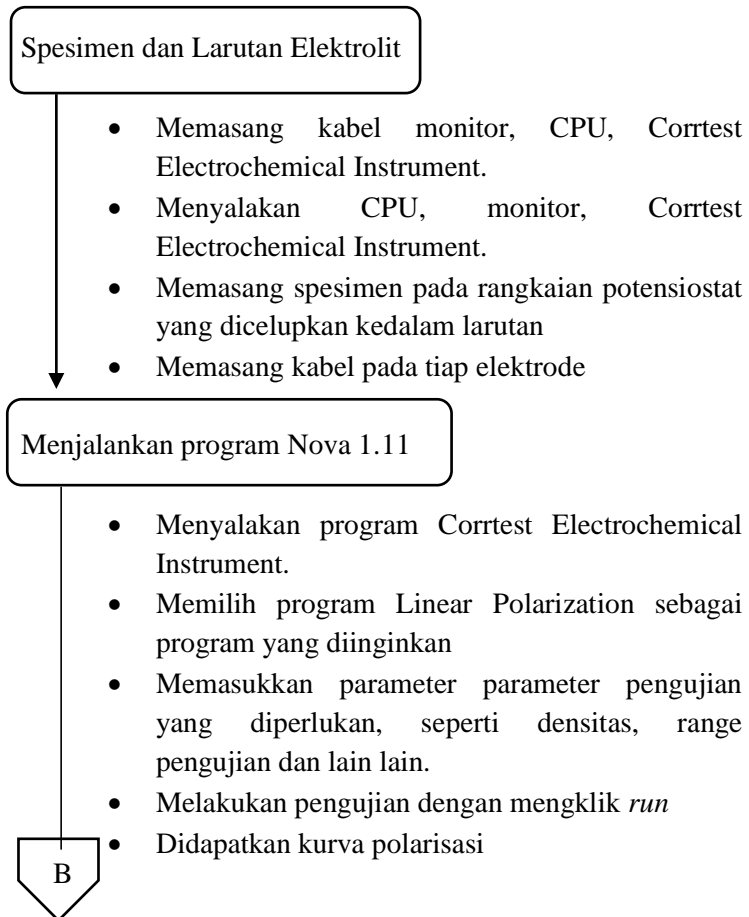 Spesimen dan Larutan Elektrolit
• Memasang kabel monitor, CPU, Corrtest
Electrochemical Instrument.
• Menyalakan CPU, monitor, Corrtest
Electrochemical Instrument.
• Memasang spesimen pada rangkaian potensiostat
yang dicelupkan kedalam larutan
• Memasang kabel pada tiap elektrode
Menjalankan program Nova 1.11
• Menyalakan program Corrtest Electrochemical
Instrument.
• Memilih program Linear Polarization sebagai
program yang diinginkan
• Memasukkan parameter parameter pengujian
yang diperlukan, seperti densitas, range
pengujian dan lain lain.
• Melakukan pengujian dengan mengklik run
• Didapatkan kurva polarisasi
B